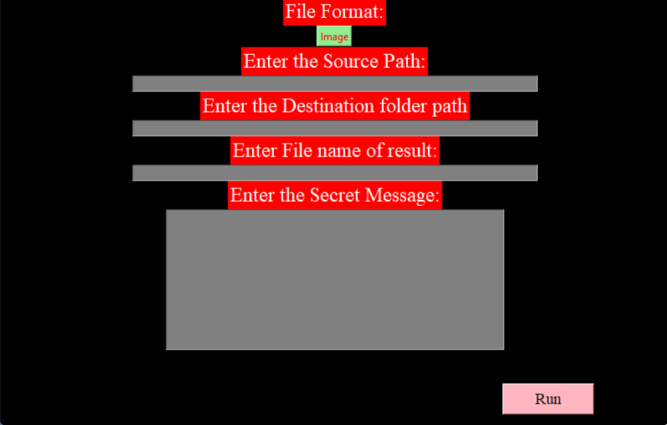 File Format:
Image
Enter the Source Path:
Enter the Destination folder path
Enter File name of result:
Enter the Secret Message:
Run